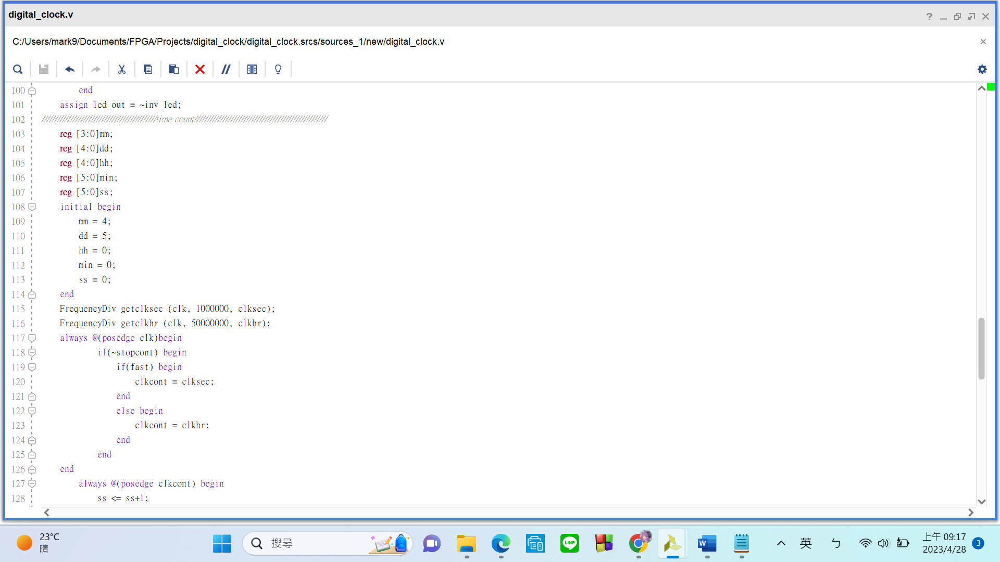 digital_clock.v
C:/Users/mark9/Documents/FPGA/Projects/digital_clock/digital_clock.srcs/sources_1/new/digital_clock.v
100 end
101 assign led_out = ~inv_led;
102 ////////////////////////////////////////////time count///////////////////////////////////////////////////
103 reg [3:0]mm;
104 reg [4:0]dd;
105 reg [4:0]hh;
106 reg [5:0]min;
107 reg [5:0]ss;
108 initial begin
109 mm = 4;
110 dd = 5;
111 hh = 0;
112 min = 0;
113 ss = 0;
114 end
115 FrequencyDiv getclksec (clk, 1000000, clksec);
116 FrequencyDiv getclkhr (clk, 50000000, clkhr);
117 always @(posedge clk)begin
118 if(~stopcont) begin
119 if(fast) begin
120 clkcont = clksec;
121 end
122 else begin
123 clkcont = clkhr;
124 end
125 end
126 end
127 always @(posedge clkcont) begin
128 ss <= ss+1;
23°C
晴
搜尋
LINE
W
英
ㄅ
上午 09:17
2023/4/28
3